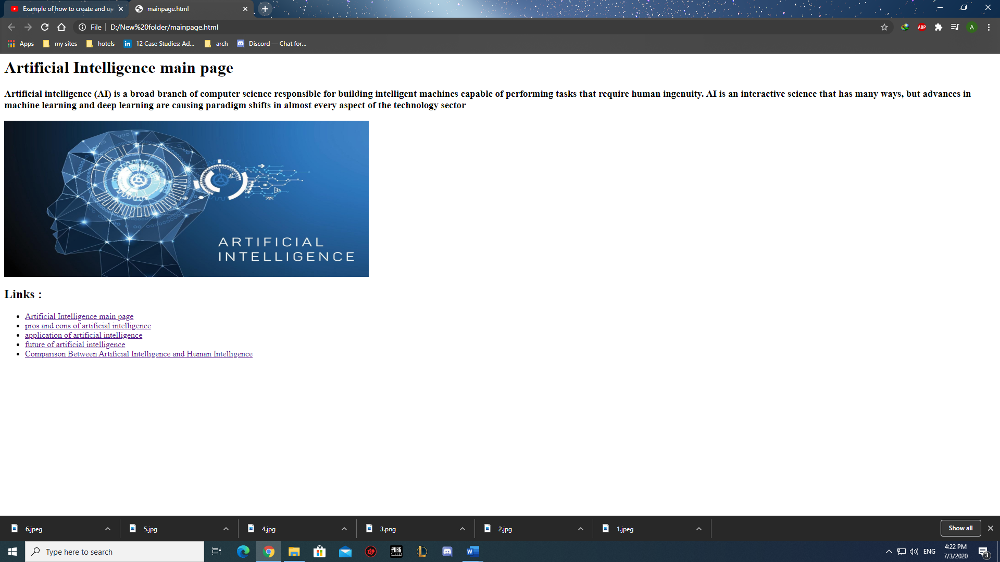 Example of how to create and up
mainpage.html
File
D:/New%20folder/mainpage.html
ABP
A
Apps
my sites
hotels
in
12 Case Studies: Ad...
arch
Discord — Chat for...
Artificial Intelligence main page
Artificial intelligence (AI) is a broad branch of computer science responsible for building intelligent machines capable of performing tasks that require human ingenuity. AI is an interactive science that has many ways, but advances in
machine learning and deep learning are causing paradigm shifts in almost every aspect of the technology sector
ARTIFICIAL
INTELLIGENCE
Links :
Artificial Intelligence main page
pros and cons of artificial intelligence
application of artificial intelligence
future of artificial intelligence
Comparison Between Artificial Intelligence and Human Intelligence
6.jpeg
5.jpg
4.jpg
3.png
2.jpg
1.jpeg
Show all
Type here to search
PUBG
W
ENG
4:22 PM
7/3/2020
3